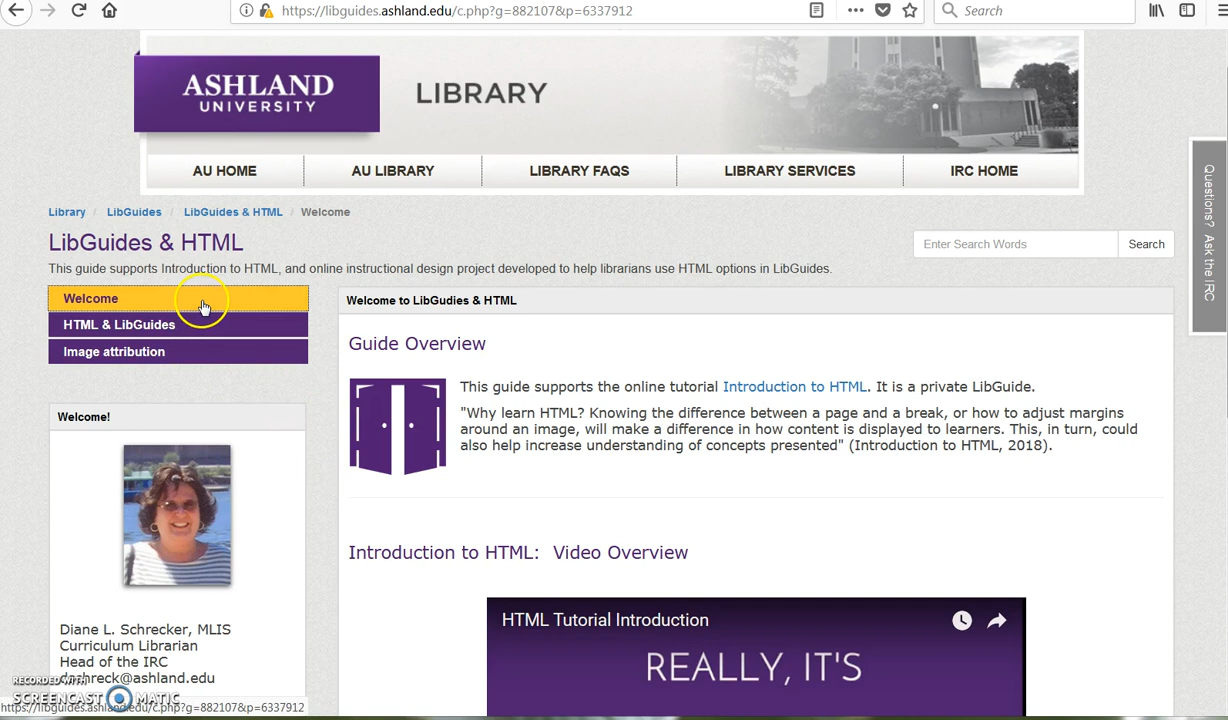 https://libguides.ashland.edu/c.php?g=882107&p=6337912
Search
ASHLAND
UNIVERSITY
LIBRARY
AU HOME
AU LIBRARY
LIBRARY FAQS
LIBRARY SERVICES
IRC HOME
Questions? Ask the IRC
Library / LibGuides / LibGuides & HTML / Welcome
LibGuides & HTML
Enter Search Words
Search
This guide supports Introduction to HTML, and online instructional design project developed to help librarians use HTML options in LibGuides.
Welcome
HTML & LibGuides
Image attribution
Welcome!
Diane L. Schrecker, MLIS
Curriculum Librarian
Head of the IRC
dschreck@ashland.edu
Welcome to LibGudies & HTML
Guide Overview
This guide supports the online tutorial Introduction to HTML. It is a private LibGuide.
"Why learn HTML? Knowing the difference between a page and a break, or how to adjust margins
around an image, will make a difference in how content is displayed to learners. This, in turn, could
also help increase understanding of concepts presented" (Introduction to HTML, 2018).
Introduction to HTML: Video Overview
HTML Tutorial Introduction
REALLY, IT'S
RECORDED WITH
SCREENCAST MATIC
https://libguides.ashland.edu/c.php?g=882107&p=6337912